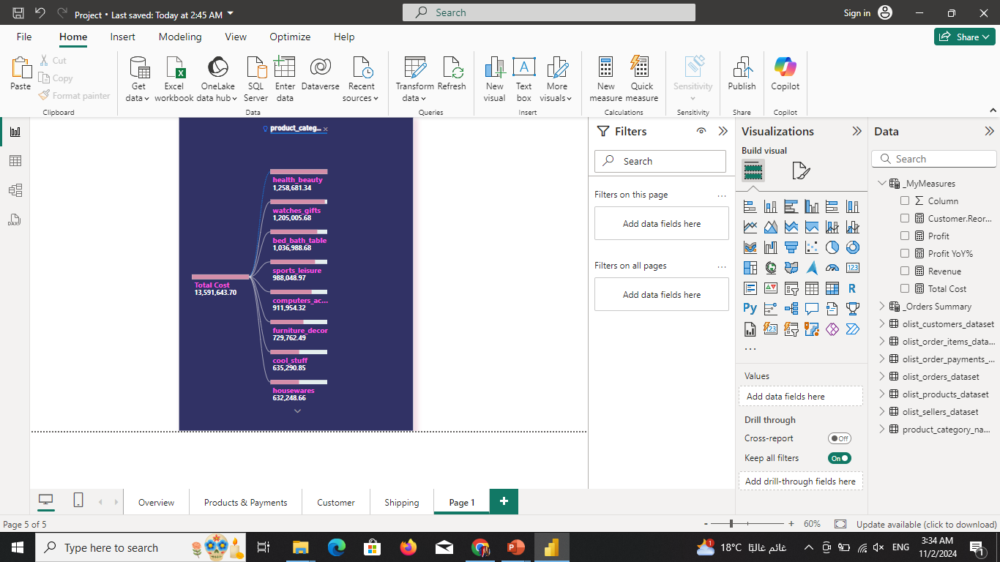 Project • Last saved: Today at 2:45 AM
Search
Sign in
File Home Insert Modeling View Optimize Help
Share
Paste
Cut
Copy
Format painter
Clipboard
Get data
Excel workbook
OneLake data hub
SQL Server
Enter data
Dataverse
Recent sources
Data
Transform data
Refresh
Queries
New visual
Text box
More visuals
Insert
New measure
Quick measure
Calculations
Sensitivity
Sensitivity
Publish
Share
Copilot
Copilot
product_categ...
health_beauty
1,258,681.34
watches_gifts
1,205,005.68
bed_bath_table
1,036,988.68
sports_leisure
988,048.97
Total Cost
13,591,643.70
computers_ac...
911,954.32
furniture_decor
729,762.49
cool_stuff
635,290.85
housewares
632,248.66
Filters
Search
Filters on this page
...
Add data fields here
Filters on all pages
...
Add data fields here
Visualizations
Build visual
123
R
Py
123
...
Values
Add data fields here
Drill through
Cross-report
Off
Keep all filters
On
Add drill-through fields here
Data
Search
_MyMeasures
Column
Customer.Reor...
Profit
Profit YoY%
Revenue
Total Cost
_Orders Summary
olist_customers_dataset
olist_order_items_data...
olist_order_payments_...
olist_orders_dataset
olist_products_dataset
olist_sellers_dataset
product_category_na...
Overview
Products & Payments
Customer
Shipping
Page 1
+
Page 5 of 5
- + 60%
Update available (click to download)
Type here to search
1
18°C غائم غالبًا
ENG
3:34 AM
11/2/2024
1